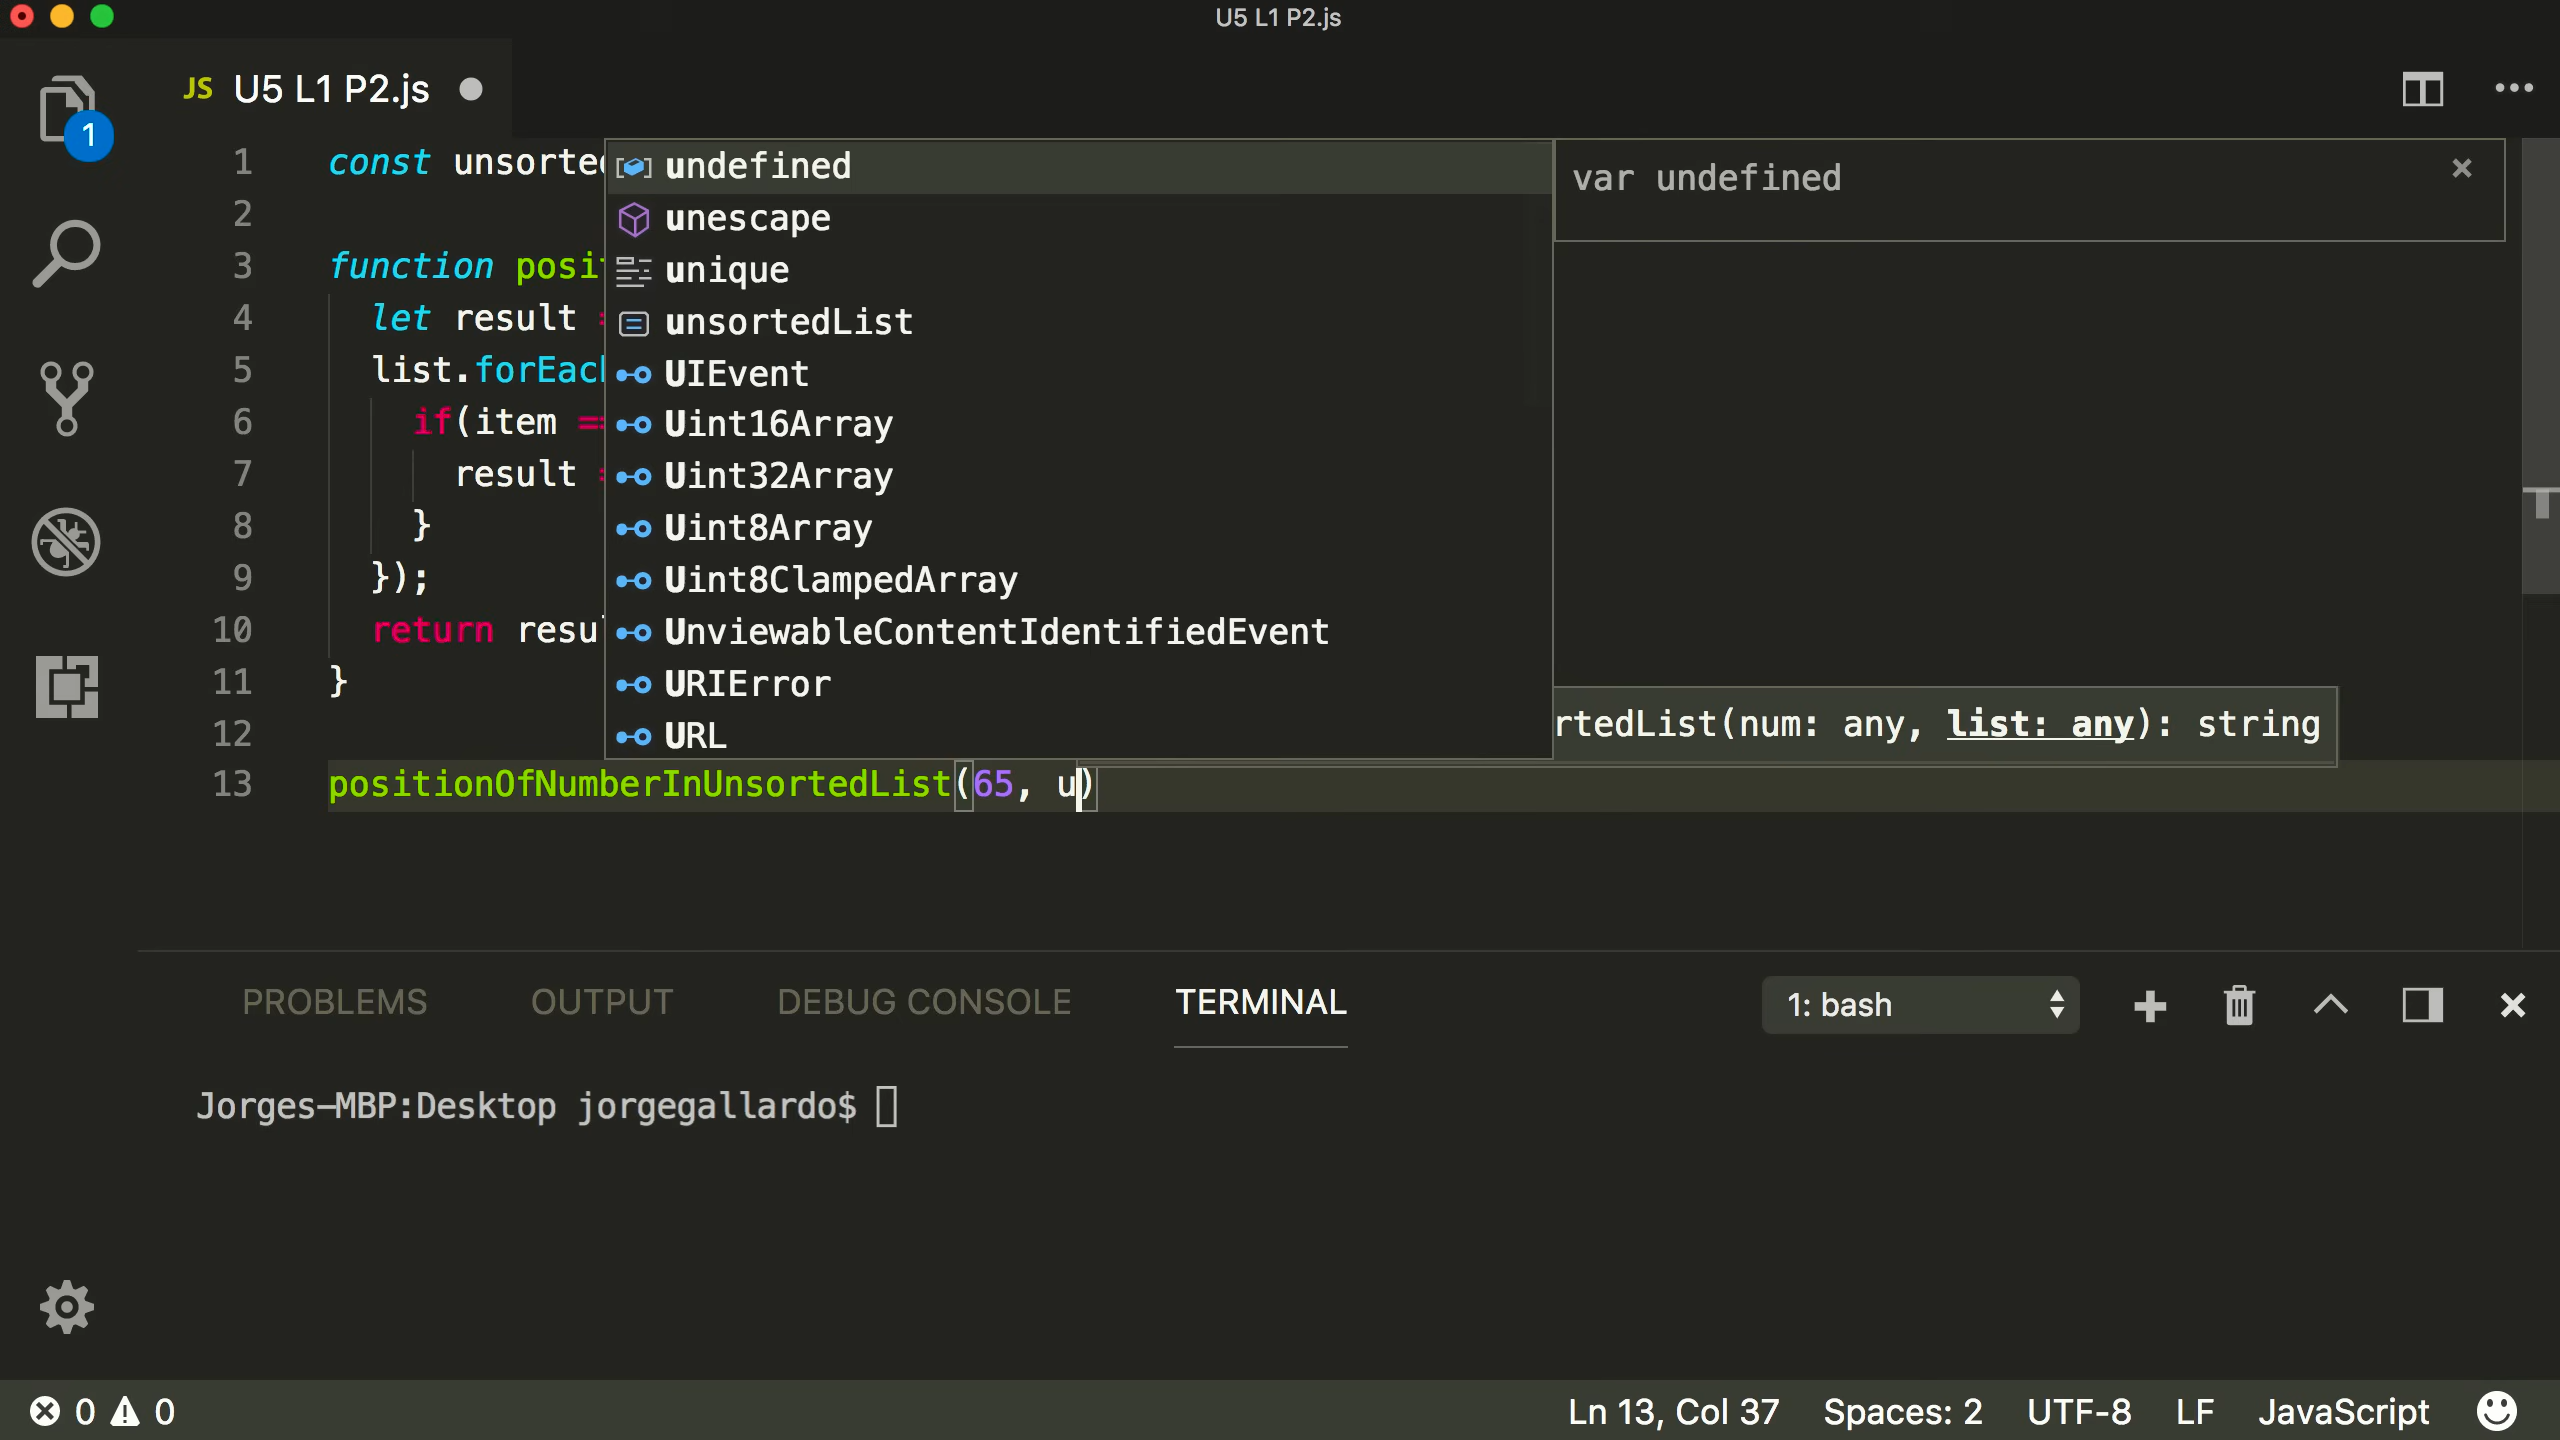 U5 L1 P2.js
JS U5 L1 P2.js
1
1 const unsorted
2
3 function posi
4 let result
5 list.forEach
6 if(item ==
7 result =
8 }
9 });
10 return resul
11 }
12
13 positionOfNumberInUnsortedList(65, u)
undefined
unescape
unique
unsortedList
UIEvent
Uint16Array
Uint32Array
Uint8Array
Uint8ClampedArray
UnviewableContentIdentifiedEvent
URIError
URL
var undefined ×
rtedList(num: any, list: any): string
PROBLEMS OUTPUT DEBUG CONSOLE TERMINAL 1: bash
Jorges-MBP:Desktop jorgegallardo$
0 0 Ln 13, Col 37 Spaces: 2 UTF-8 LF JavaScript